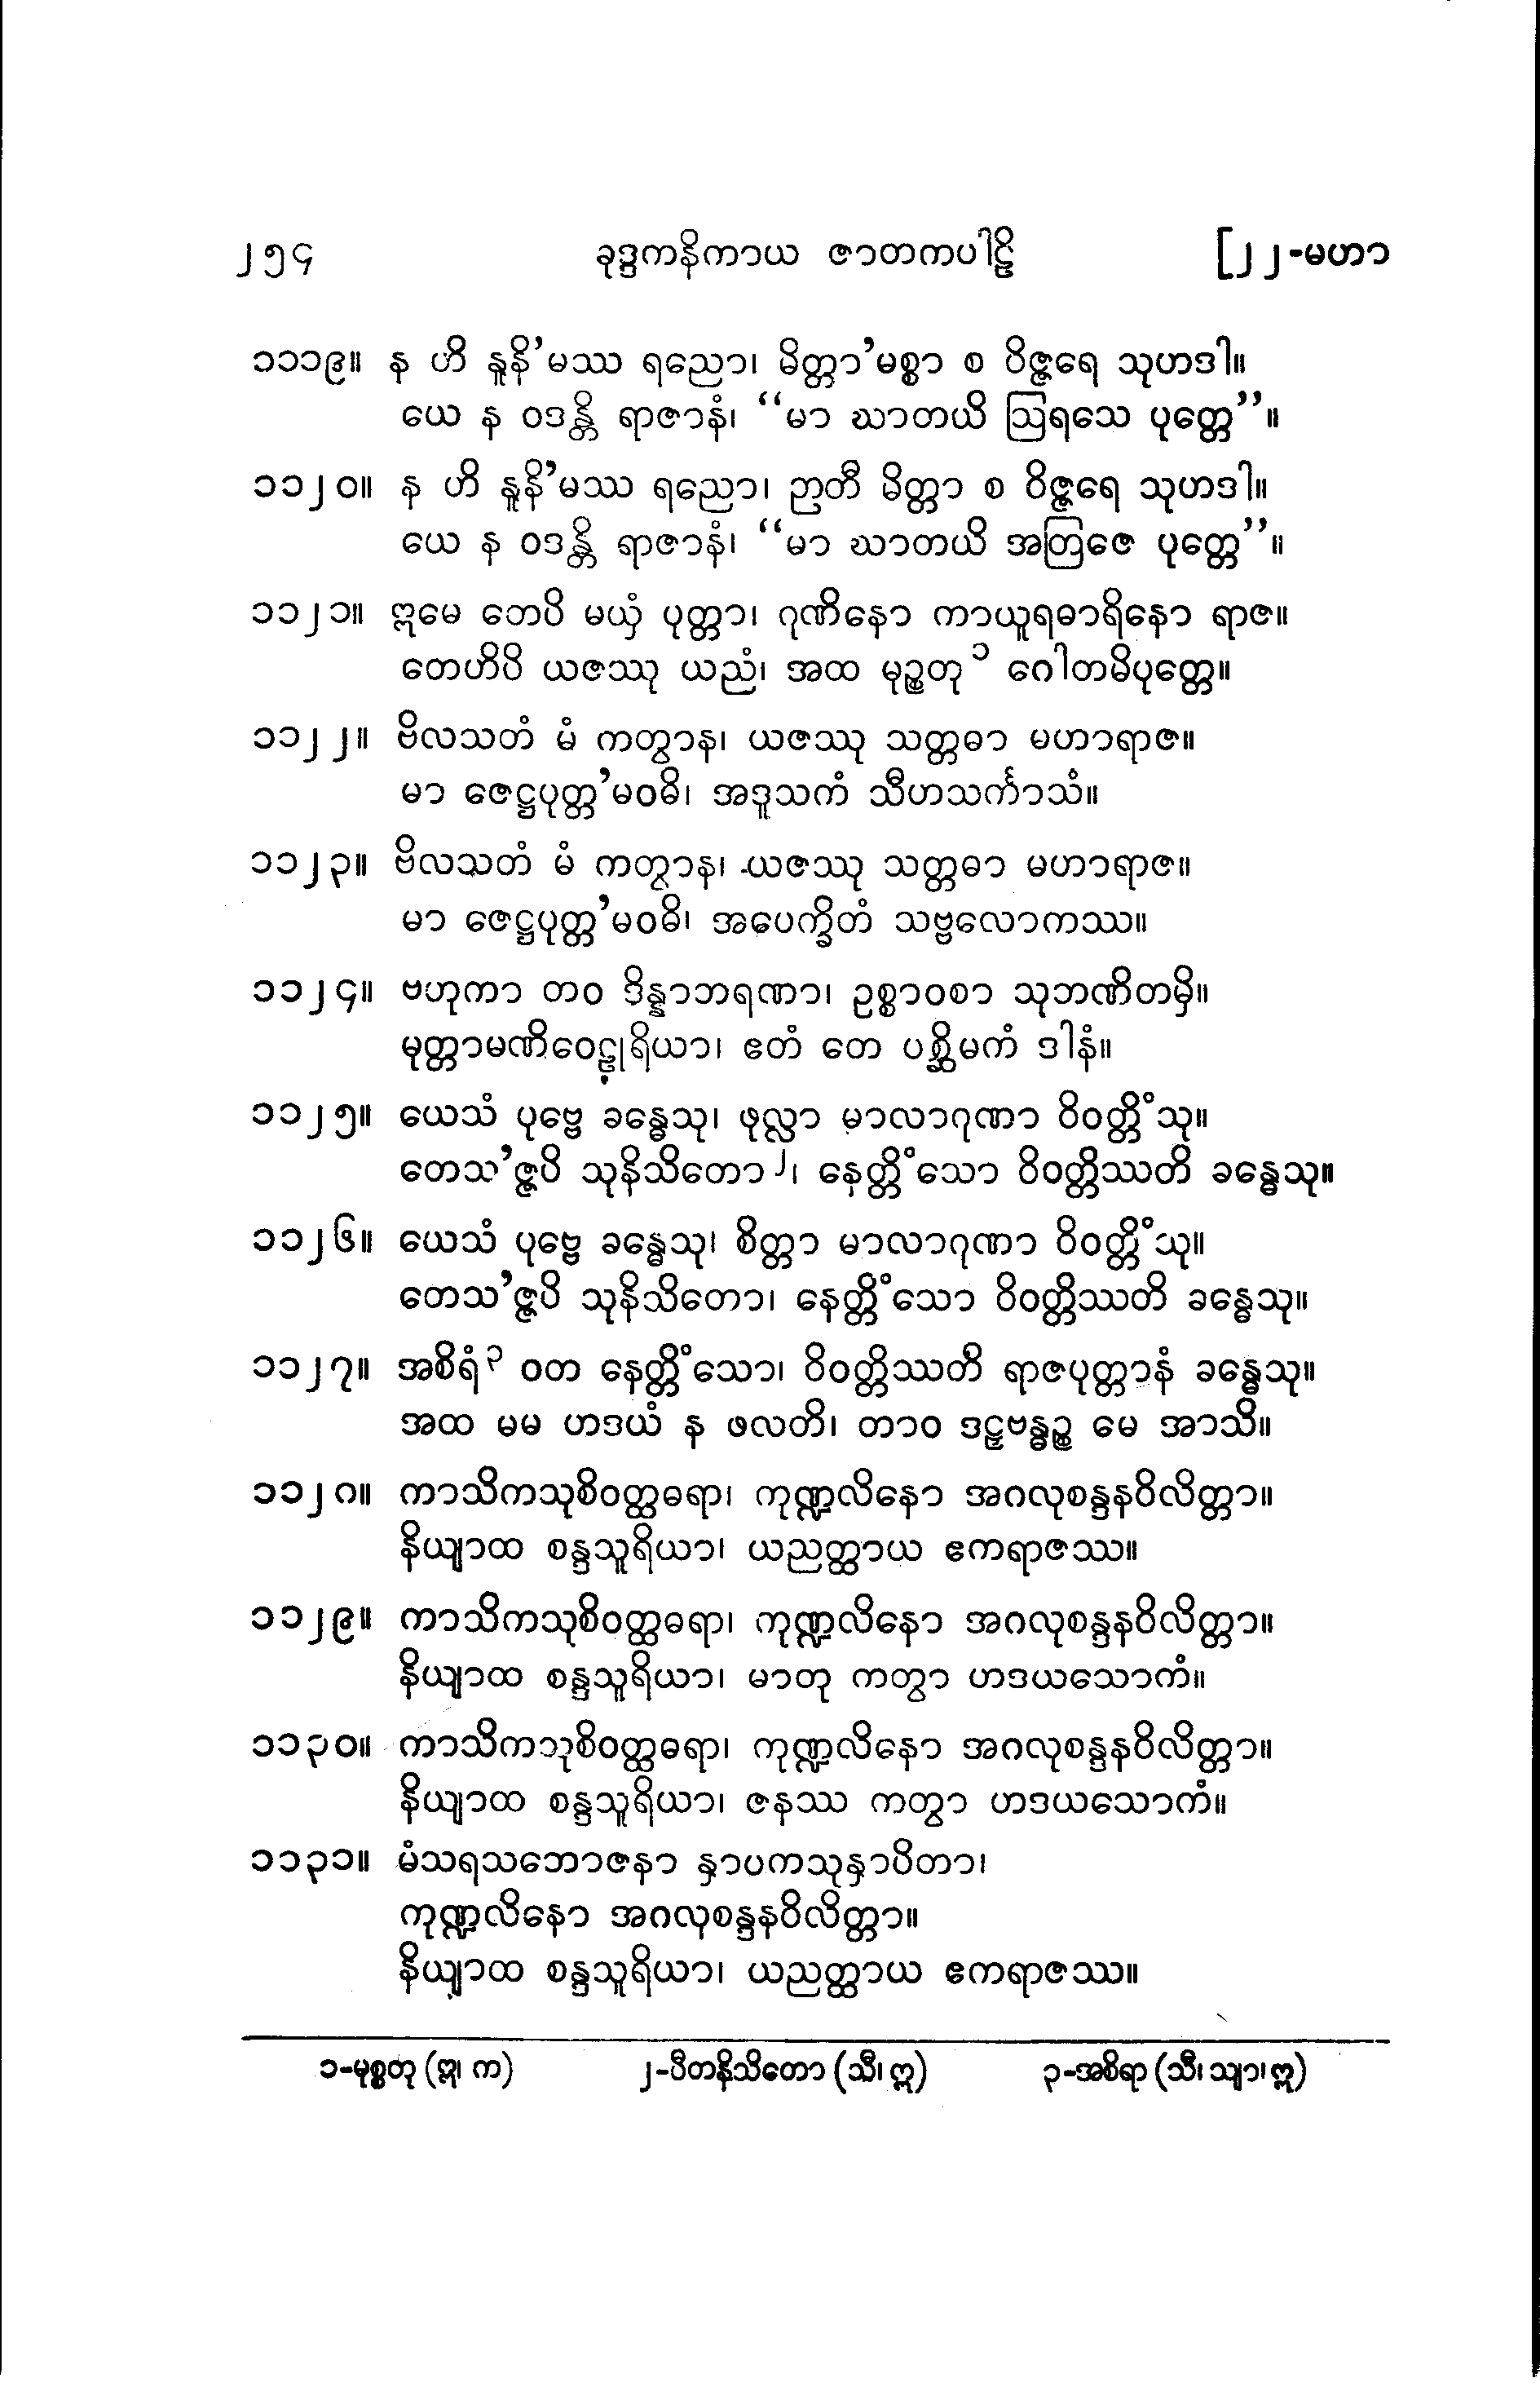 ၂၅၄ ခုဒ္ဒကနိကာယ ဇာတကပါဠိ [၂၂-မဟာ
၁၁၁၉။ န ဟိ နူနိ’မဿ ရညော၊ မိတ္တာ’မစ္စာ စ ဝိဇ္ဇရေ သုဟဒါ။
ယေ န ဝဒန္တိ ရာဇာနံ၊ “မာ ဃာတယိ ဩရသေ ပုတ္တေ”။
၁၁၂၀။ န ဟိ နူနိ’မဿ ရညော၊ ဉာတီ မိတ္တာ စ ဝိဇ္ဇရေ သုဟဒါ။
ယေ န ဝဒန္တိ ရာဇာနံ၊ “မာ ဃာတယိ အတြဇေ ပုတ္တေ”။
၁၁၂၁။ ဣမေ တေပိ မယှံ ပုတ္တာ၊ ဂုဏိနော ကာယူရဓာရိနော ရာဇ။
တေဟိပိ ယဇဿု ယညံ၊ အထ မုဉ္စတု ၁ ဂေါတမိပုတ္တေ။
၁၁၂၂။ ဗိလသတံ မံ ကတွာန၊ ယဇဿု သတ္တဓာ မဟာရာဇ။
မာ ဇေဋ္ဌပုတ္တ’မဝဓိ၊ အဒူသကံ သီဟသင်္ကာသံ။
၁၁၂၃။ ဗိလသတံ မံ ကတွာန၊ ယဇဿု သတ္တဓာ မဟာရာဇ။
မာ ဇေဋ္ဌပုတ္တ’မဝဓိ၊ အပေက္ခိတံ သဗ္ဗလောကဿ။
၁၁၂၄။ ဗဟုကာ တဝ ဒိန္နာဘရဏာ၊ ဥစ္စာဝစာ သုဘဏိတမှိ။
မုတ္တာမဏိဝေဠုရိယာ၊ ဧတံ တေ ပစ္ဆိမကံ ဒါနံ။
၁၁၂၅။ ယေသံ ပုဗ္ဗေ ခန္ဓေသု၊ ဖုလ္လာ မာလာဂုဏာ ဝိဝတ္တိံသု။
တေသ’ဇ္ဇပိ သုနိသိတော ၂၊ နေတ္တိံသော ဝိဝတ္တိဿတိ ခန္ဓေသု။
၁၁၂၆။ ယေသံ ပုဗ္ဗေ ခန္ဓေသု၊ စိတ္တာ မာလာဂုဏာ ဝိဝတ္တိံသု။
တေသ’ဇ္ဇပိ သုနိသိတော၊ နေတ္တိံသော ဝိဝတ္တိဿတိ ခန္ဓေသု။
၁၁၂၇။ အစိရံ ၃ ဝတ နေတ္တိံသော၊ ဝိဝတ္တိဿတိ ရာဇပုတ္တာနံ ခန္ဓေသု။
အထ မမ ဟဒယံ န ဖလတိ၊ တာဝ ဒဠှဗန္ဓဉ္စ မေ အာသိ။
၁၁၂၈။ ကာသိကသုစိဝတ္ထဓရာ၊ ကုဏ္ဍလိနော အဂလုစန္ဒနဝိလိတ္တာ။
နိယျာထ စန္ဒသူရိယာ၊ ယညတ္ထာယ ဧကရာဇဿ။
၁၁၂၉။ ကာသိကသုစိဝတ္ထဓရာ၊ ကုဏ္ဍလိနော အဂလုစန္ဒနဝိလိတ္တာ။
နိယျာထ စန္ဒသူရိယာ၊ မာတု ကတွာ ဟဒယသောကံ။
၁၁၃၀။ ကာသိကသုစိဝတ္ထဓရာ၊ ကုဏ္ဍလိနော အဂလုစန္ဒနဝိလိတ္တာ။
နိယျာထ စန္ဒသူရိယာ၊ ဇနဿ ကတွာ ဟဒယသောကံ။
၁၁၃၁။ မံသရသဘောဇနာ နှာပကသုနှာပိတာ၊
ကုဏ္ဍလိနော အဂလုစန္ဒနဝိလိတ္တာ။
နိယျာထ စန္ဒသူရိယာ၊ ယညတ္ထာယ ဧကရာဇဿ။
၁-မုစ္စတု (ဣ၊ က) ၂-ပီတနိသိတော (သီ၊ ဣ) ၃-အစိရာ (သီ၊ သျာ၊ ဣ)